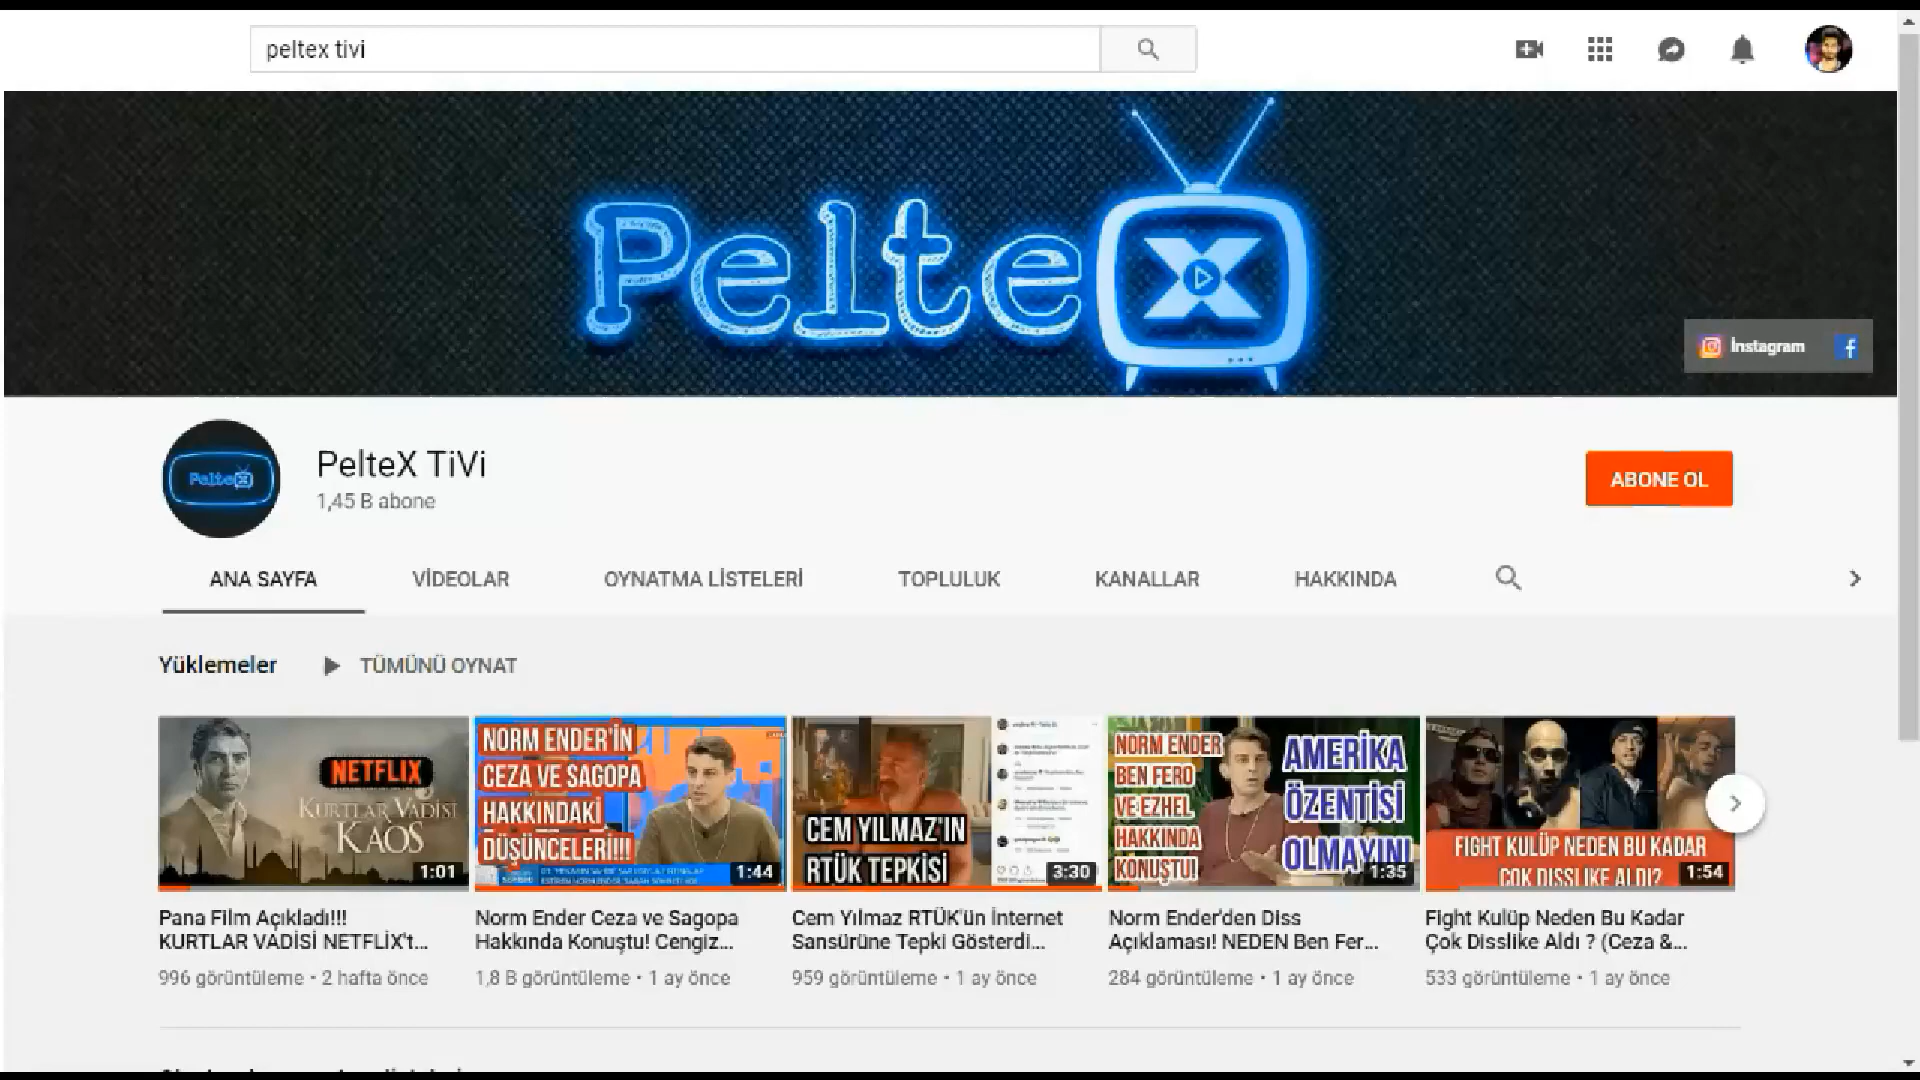 peltex tivi
Pelte X
İnstagram
PelteX
PelteX TiVi
1,45 B abone
ABONE OL
ANA SAYFA
VİDEOLAR
OYNATMA LİSTELERİ
TOPLULUK
KANALLAR
HAKKINDA
Yüklemeler
TÜMÜNÜ OYNAT
NETFLIX
KURTLAR VADİSİ
KAOS
1:01
NORM ENDER'İN
CEZA VE SAGOPA
HAKKINDAKİ
DÜŞÜNCELERİ!!!
1:44
CEM YILMAZ'IN
RTÜK TEPKİSİ
3:30
NORM ENDER
BEN FERO
VE EZHEL
HAKKINDA
KONUŞTU!
AMERİKA
ÖZENTİSİ
OLMAYIN!
1:35
FIGHT KULÜP NEDEN BU KADAR
ÇOK DISSLIKE ALDI?
1:54
Pana Film Açıkladı!!!
KURTLAR VADİSİ NETFLİX't...
996 görüntüleme • 2 hafta önce
Norm Ender Ceza ve Sagopa
Hakkında Konuştu! Cengiz...
1,8 B görüntüleme • 1 ay önce
Cem Yılmaz RTÜK'ün İnternet
Sansürüne Tepki Gösterdi...
959 görüntüleme • 1 ay önce
Norm Ender'den Diss
Açıklaması! NEDEN Ben Fer...
284 görüntüleme • 1 ay önce
Fight Kulüp Neden Bu Kadar
Çok Disslike Aldı ? (Ceza &...
533 görüntüleme • 1 ay önce